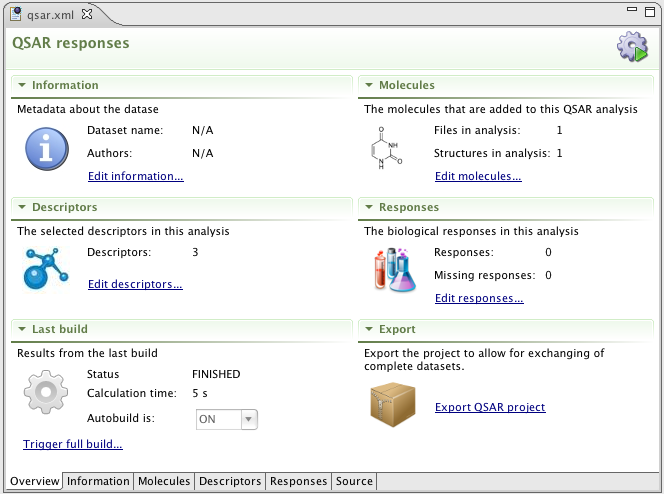 qsar.xml
QSAR responses
Information
Metadata about the datase
Dataset name: N/A
Authors: N/A
Edit information...
Molecules
The molecules that are added to this QSAR analysis
O
NH
N
H
O
Files in analysis: 1
Structures in analysis: 1
Edit molecules...
Descriptors
The selected descriptors in this analysis
Descriptors: 3
Edit descriptors...
Responses
The biological responses in this analysis
Responses: 0
Missing responses: 0
Edit responses...
Last build
Results from the last build
Status FINISHED
Calculation time: 5 s
Autobuild is: ON
Trigger full build...
Export
Export the project to allow for exchanging of
complete datasets.
Export QSAR project
Overview Information Molecules Descriptors Responses Source